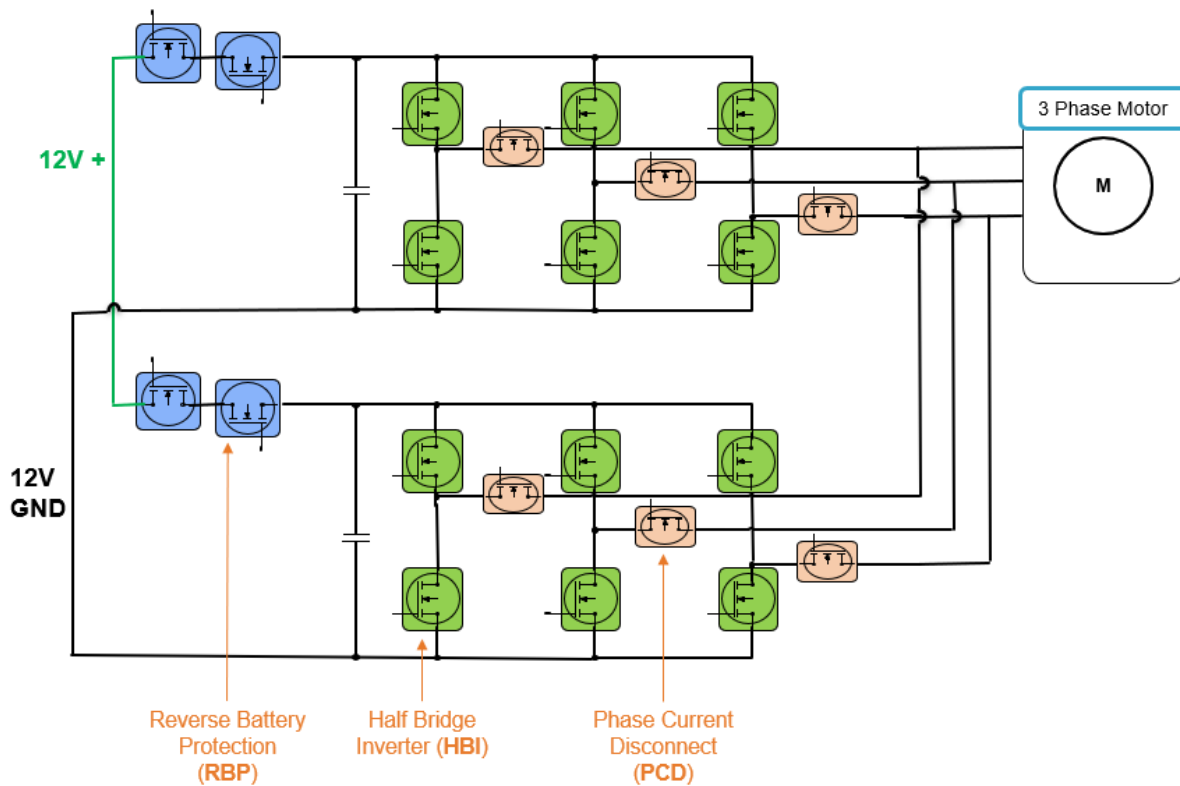 3 Phase Motor
12V +
M
12V
GND
Reverse Battery
Protection
(RBP)
Half Bridge
Inverter (HBI)
Phase Current
Disconnect
(PCD)